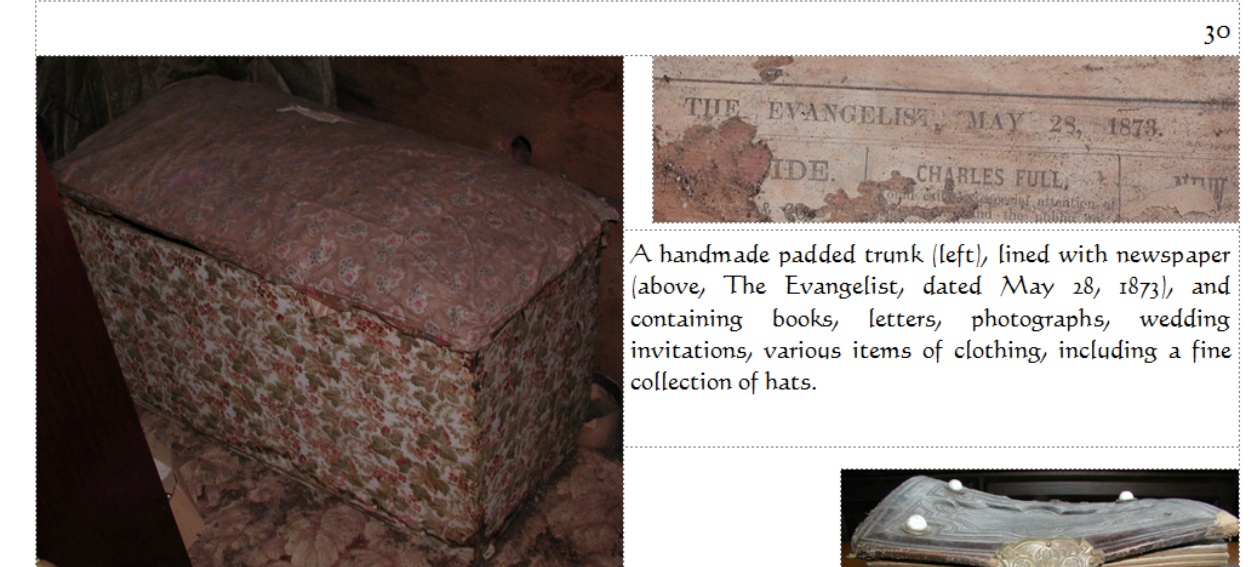 30
THE EVANGELIST, MAY 28, 1873.
IDE.
CHARLES FULL,
NEW
A handmade padded trunk (left), lined with newspaper
(above, The Evangelist, dated May 28, 1873), and
containing books, letters, photographs, wedding
invitations, various items of clothing, including a fine
collection of hats.